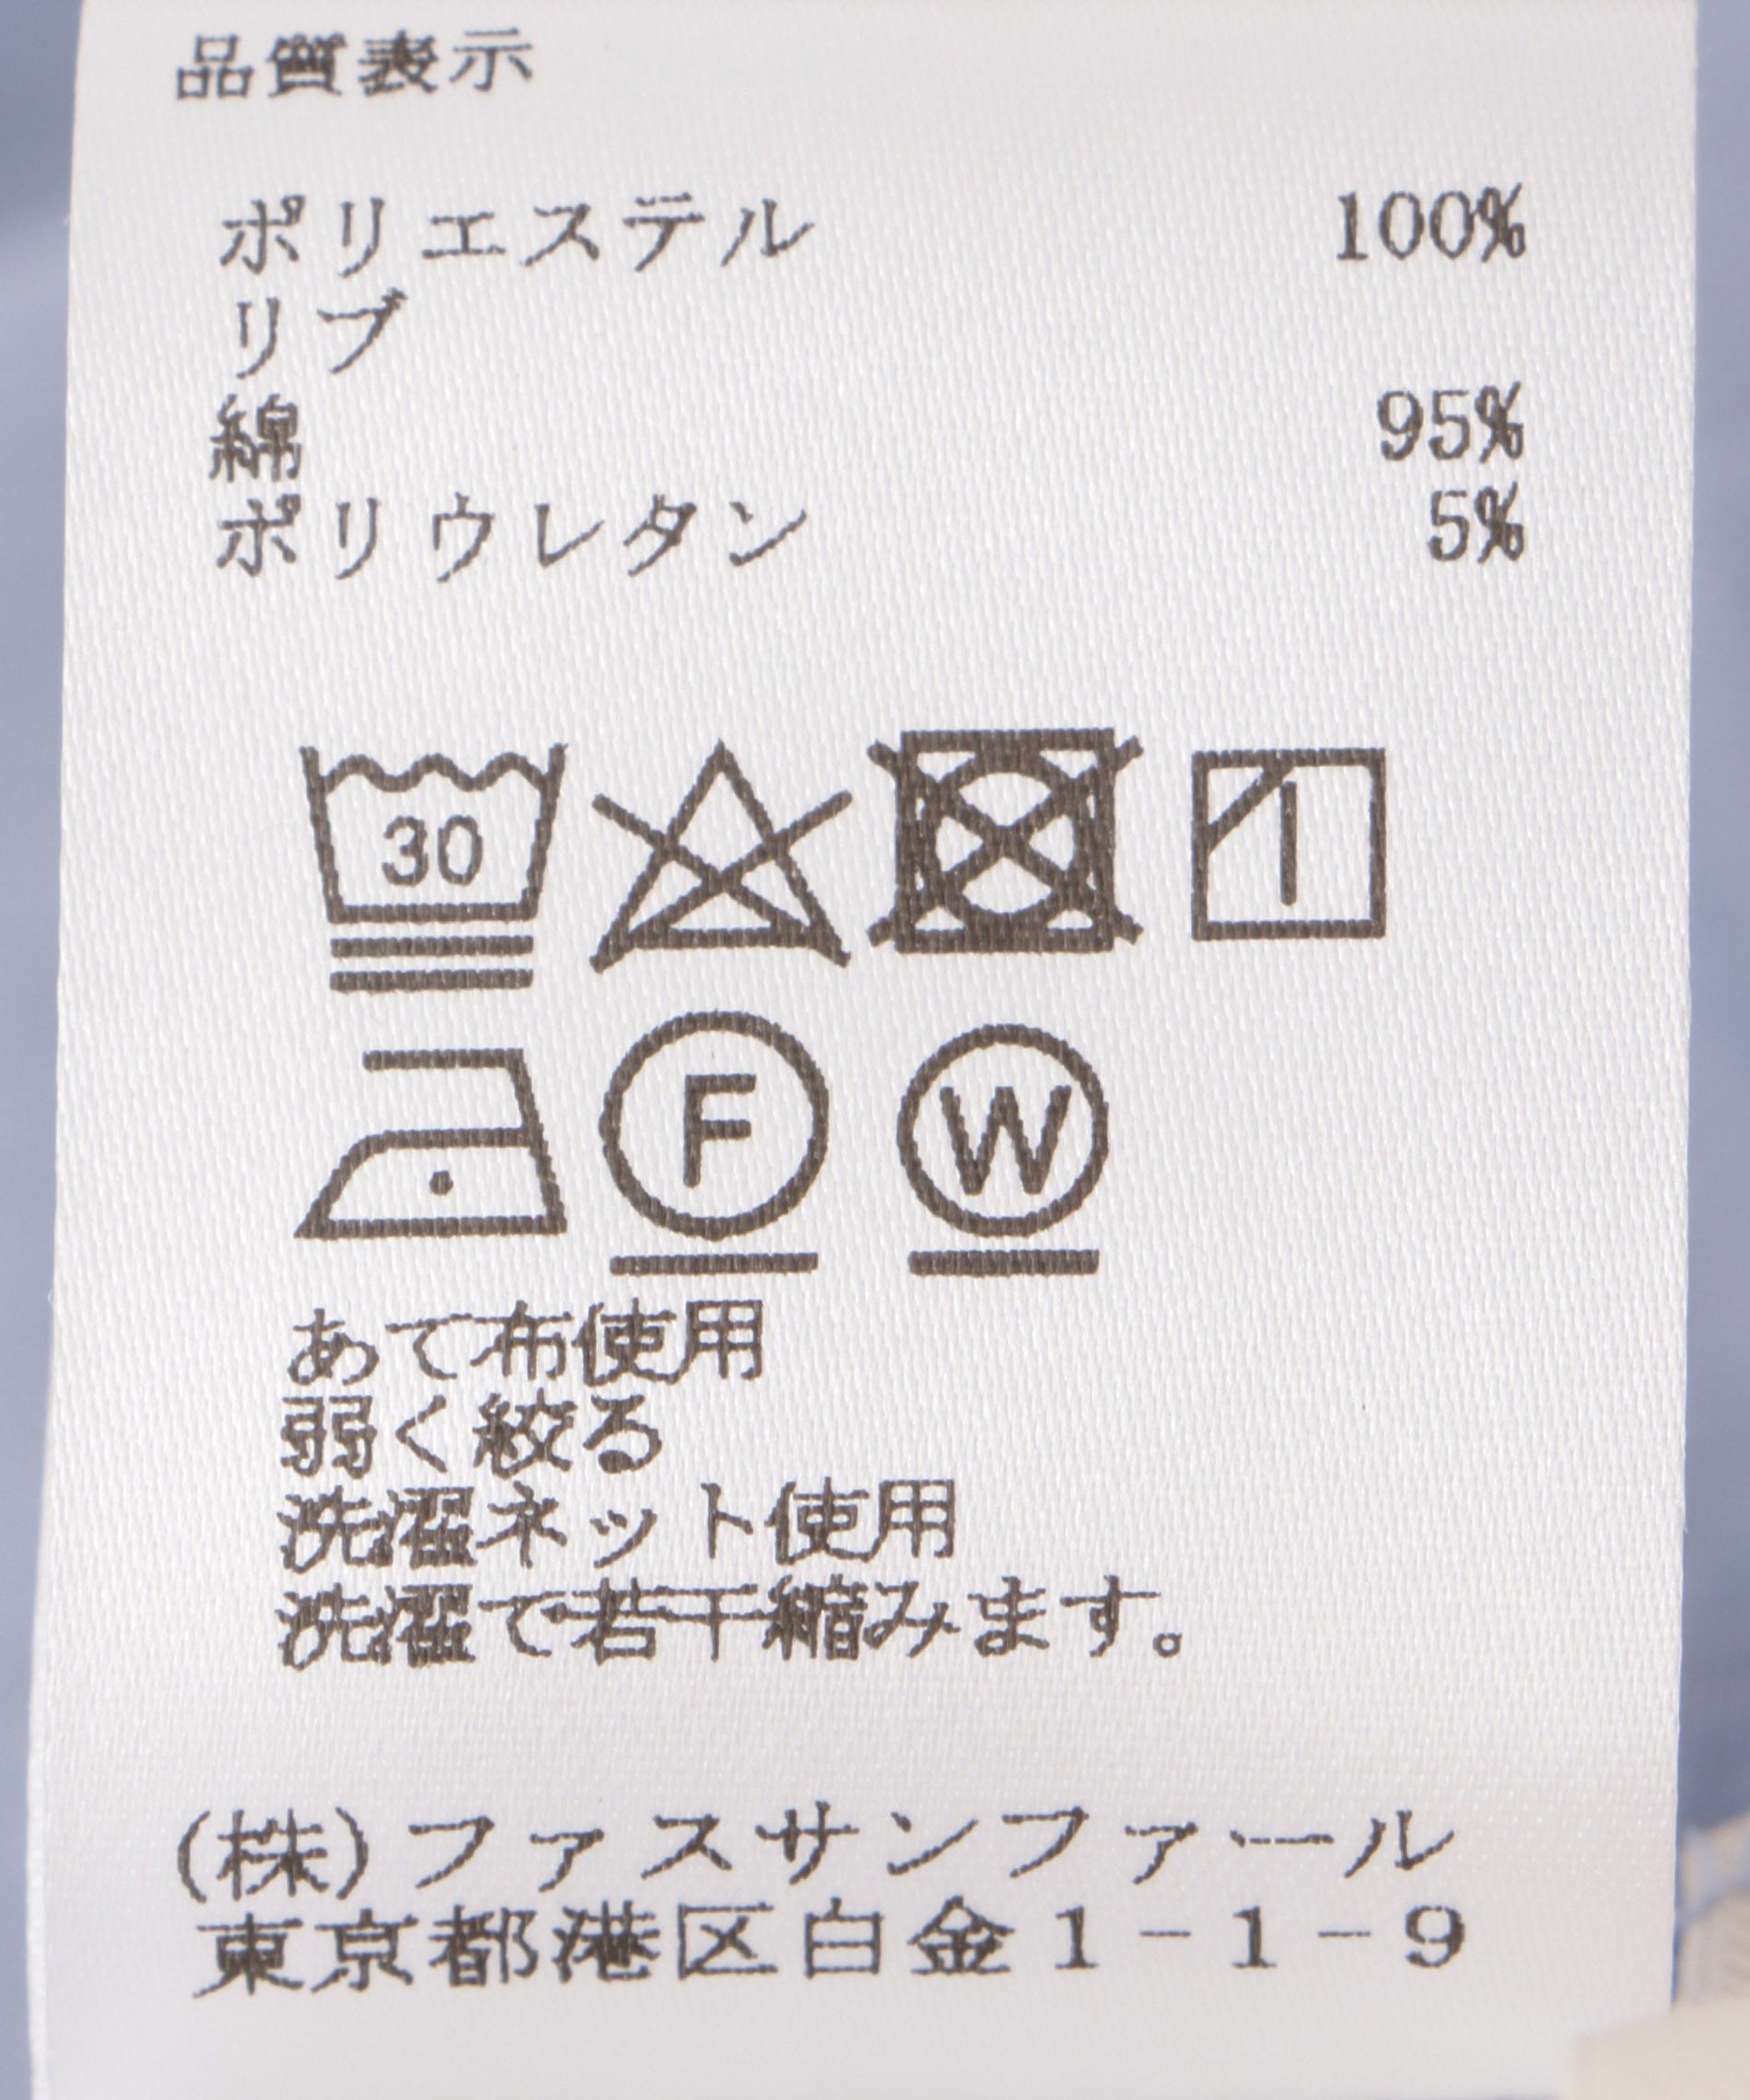 品質表示
ポリエステル 100%
リブ
綿 95%
ポリウレタン 5%
30
F W
あて布使用
弱く絞る
洗濯ネット使用
洗濯で若干縮みます。
(株)ファスサンファール
東京都港区白金1-1-9